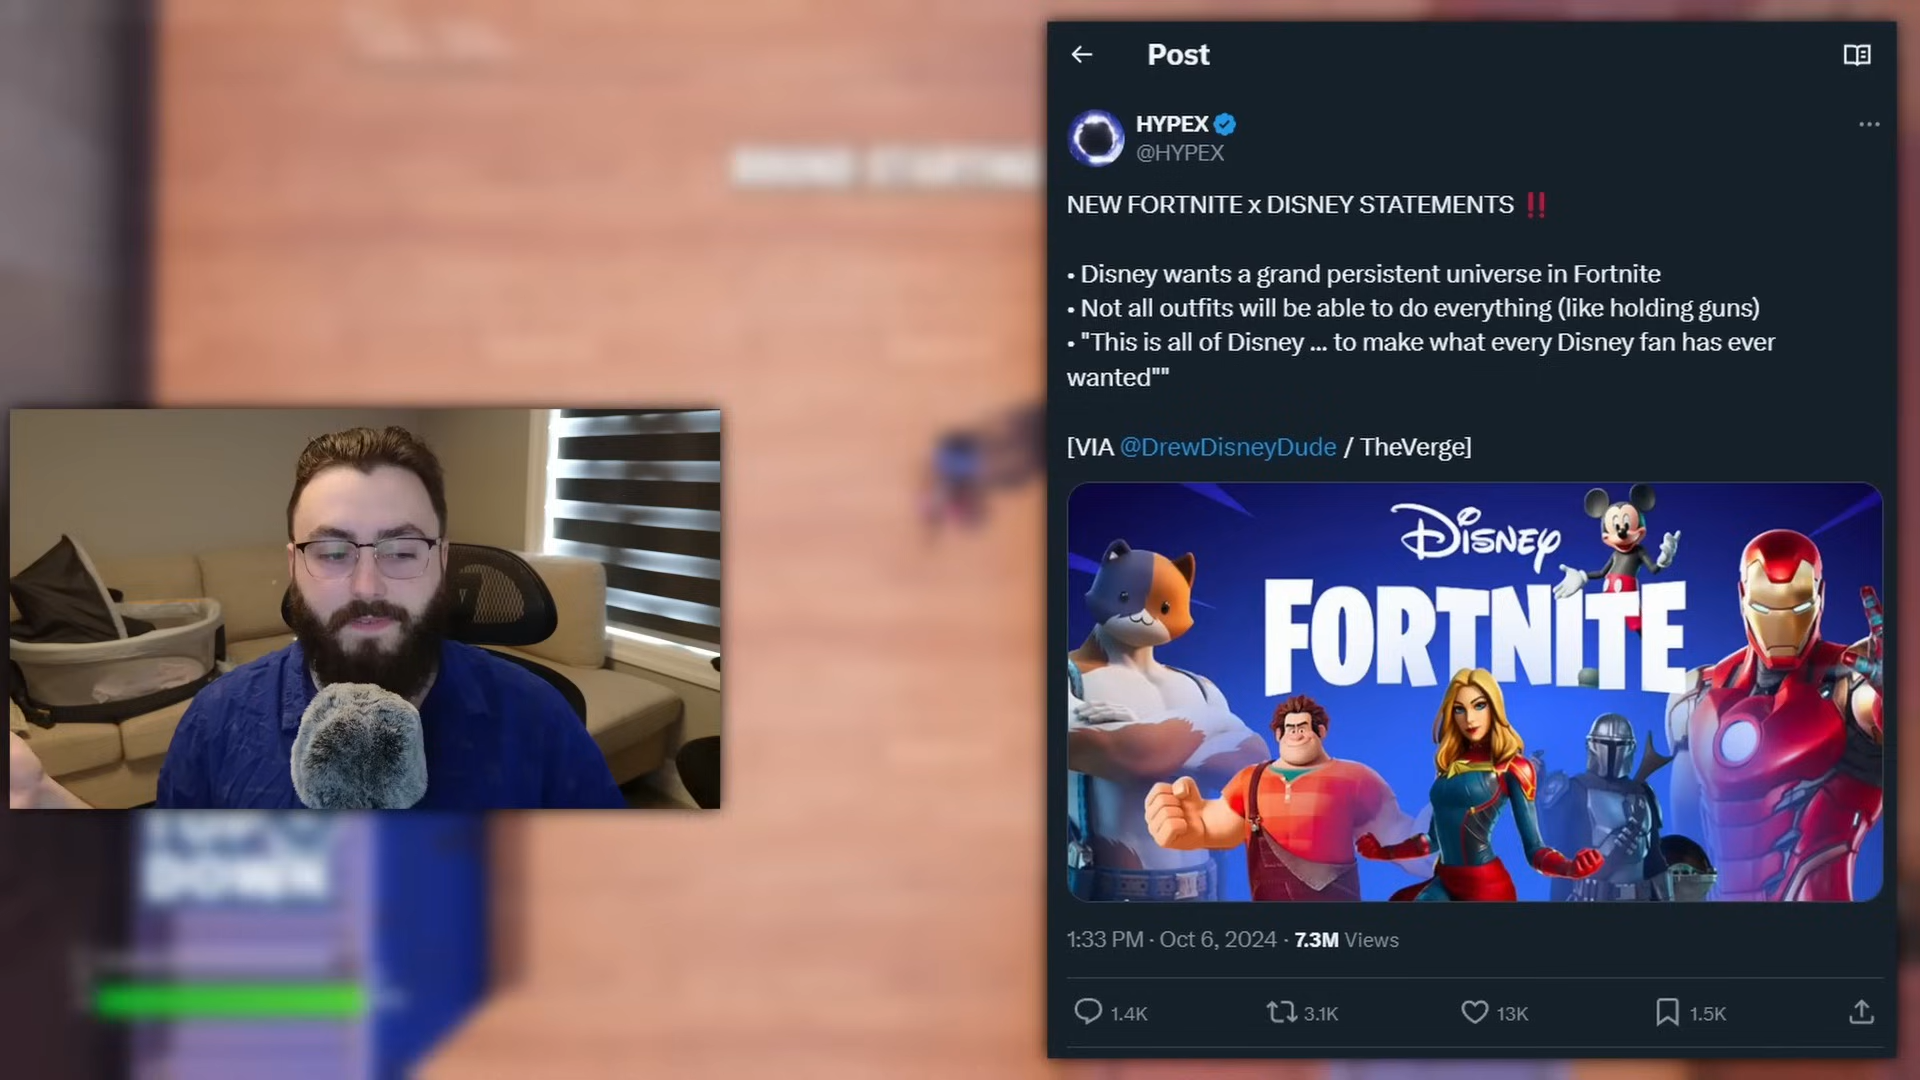 Post
HYPEX
@HYPEX
NEW FORTNITE x DISNEY STATEMENTS ‼️
• Disney wants a grand persistent universe in Fortnite
• Not all outfits will be able to do everything (like holding guns)
• "This is all of Disney ... to make what every Disney fan has ever
wanted""
[VIA @DrewDisneyDude / TheVerge]
Disney
FORTNITE
1:33 PM · Oct 6, 2024 · 7.3M Views
1.4K 3.1K 13K 1.5K
DOWN